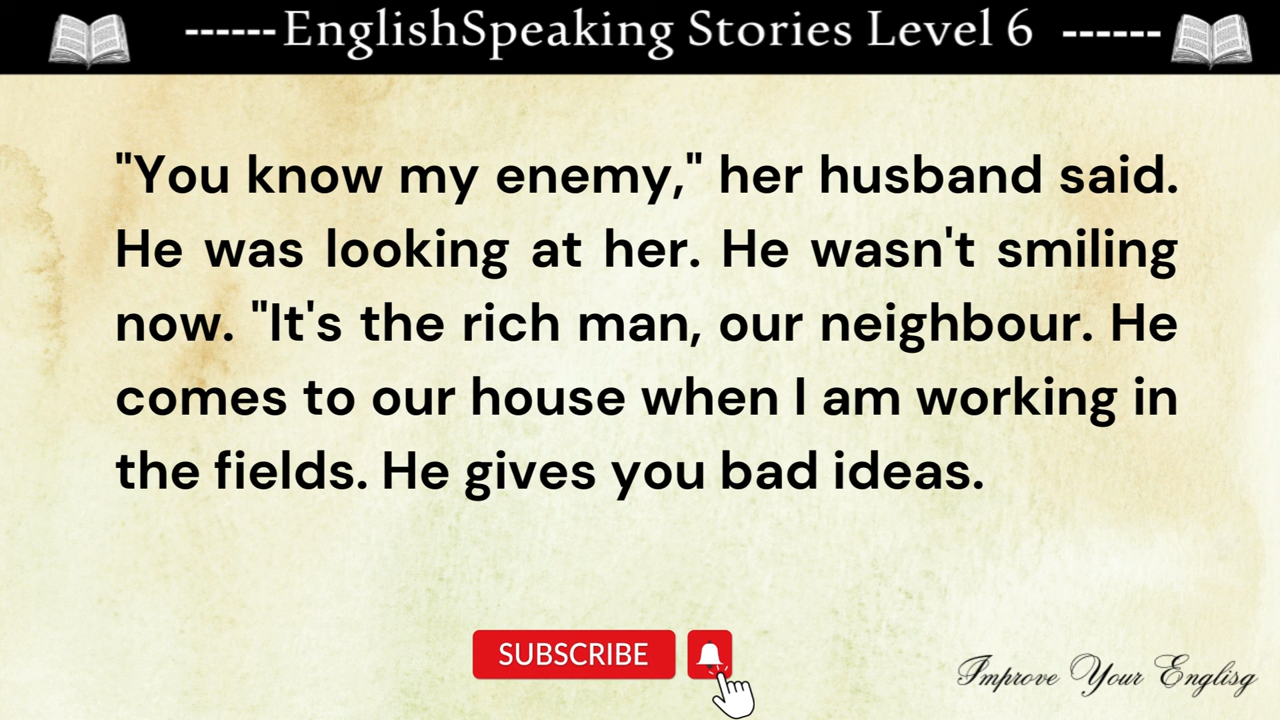 ------EnglishSpeaking Stories Level 6 ------
"You know my enemy," her husband said.
He was looking at her. He wasn't smiling
now. "It's the rich man, our neighbour. He
comes to our house when I am working in
the fields. He gives you bad ideas.
SUBSCRIBE
Improve Your Englisg